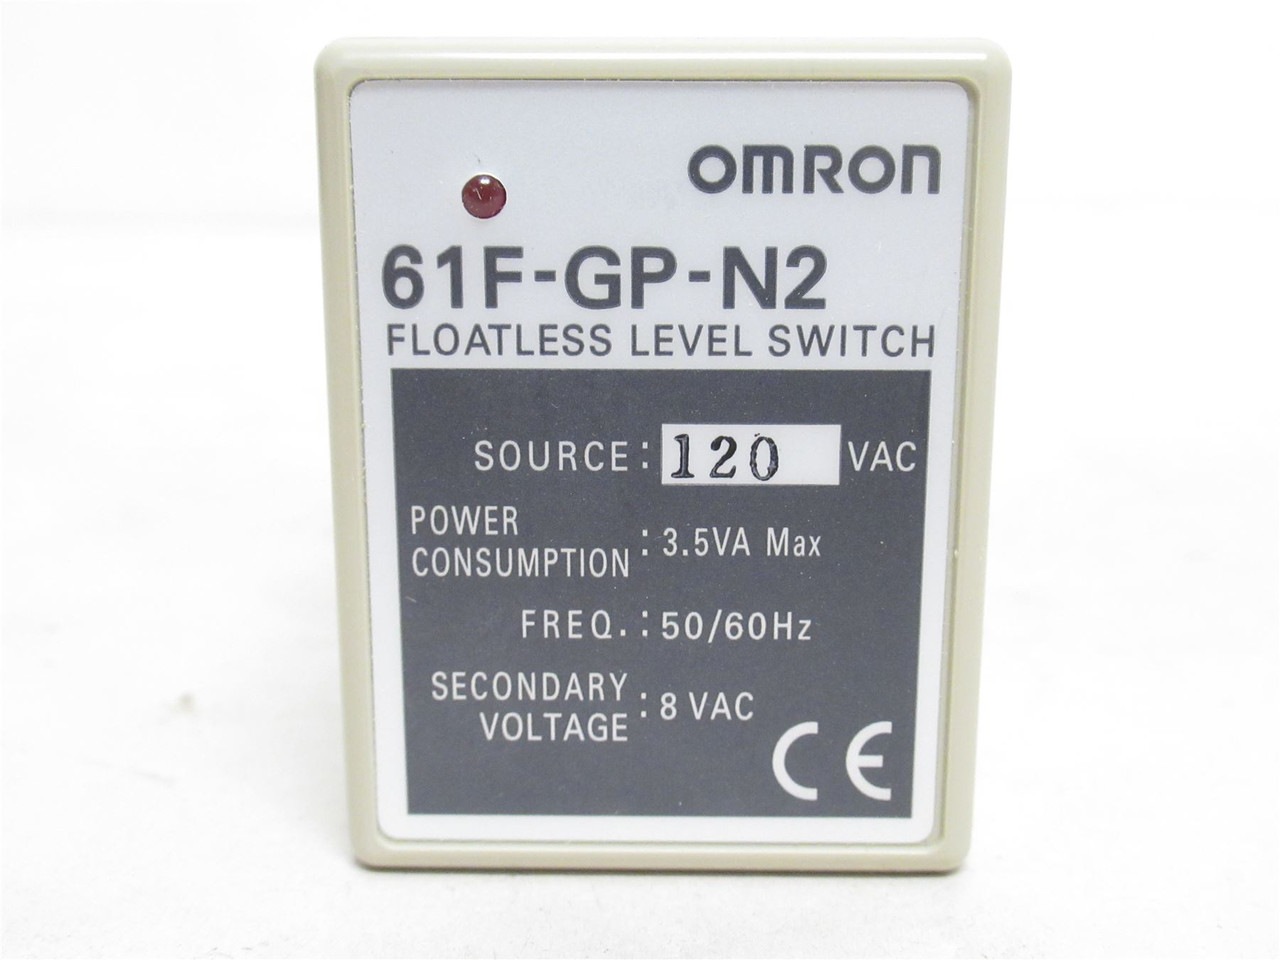 OMRON
61F-GP-N2
FLOATLESS LEVEL SWITCH
SOURCE : 120 VAC
POWER
CONSUMPTION : 3.5VA Max
FREQ. : 50/60Hz
SECONDARY
VOLTAGE : 8 VAC
CE